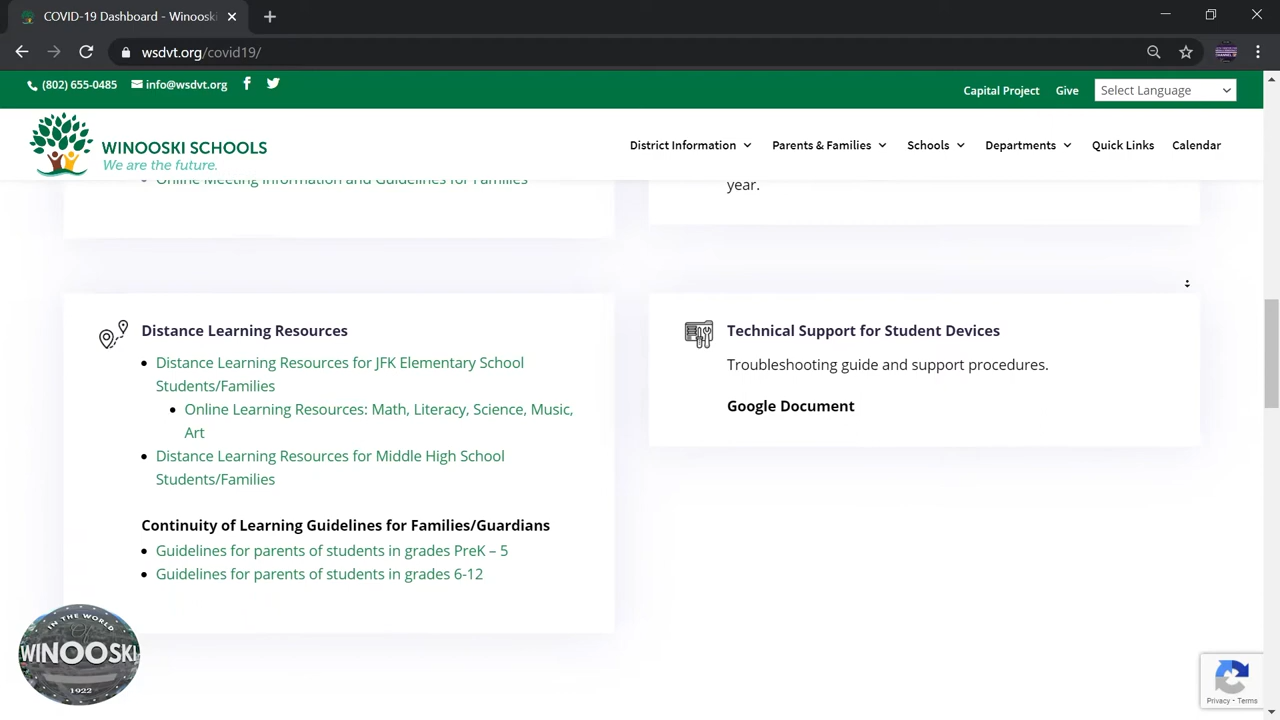 COVID-19 Dashboard - Winooski
wsdvt.org/covid19/
(802) 655-0485
info@wsdvt.org
Capital Project
Give
Select Language
WINOOSKI SCHOOLS
We are the future.
District Information
Parents & Families
Schools
Departments
Quick Links
Calendar
Online Meeting Information and Guidelines for Families
year.
Distance Learning Resources
Distance Learning Resources for JFK Elementary School
Students/Families
Online Learning Resources: Math, Literacy, Science, Music,
Art
Distance Learning Resources for Middle High School
Students/Families
Continuity of Learning Guidelines for Families/Guardians
Guidelines for parents of students in grades PreK – 5
Guidelines for parents of students in grades 6-12
Technical Support for Student Devices
Troubleshooting guide and support procedures.
Google Document
IN THE WORLD
Of
WINOOSKI
1922
Privacy - Terms